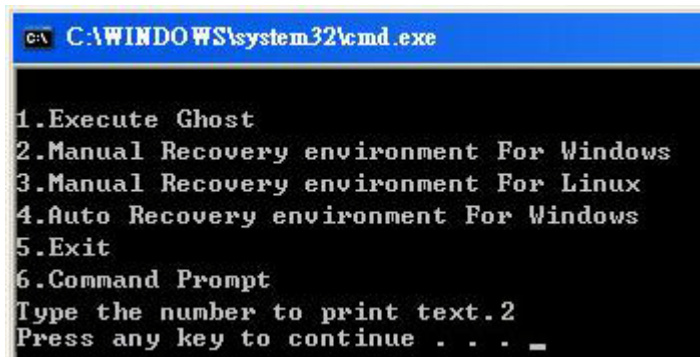 C:\WINDOWS\system32\cmd.exe
1.Execute Ghost
2.Manual Recovery environment For Windows
3.Manual Recovery environment For Linux
4.Auto Recovery environment For Windows
5.Exit
6.Command Prompt
Type the number to print text.2
Press any key to continue . . . _